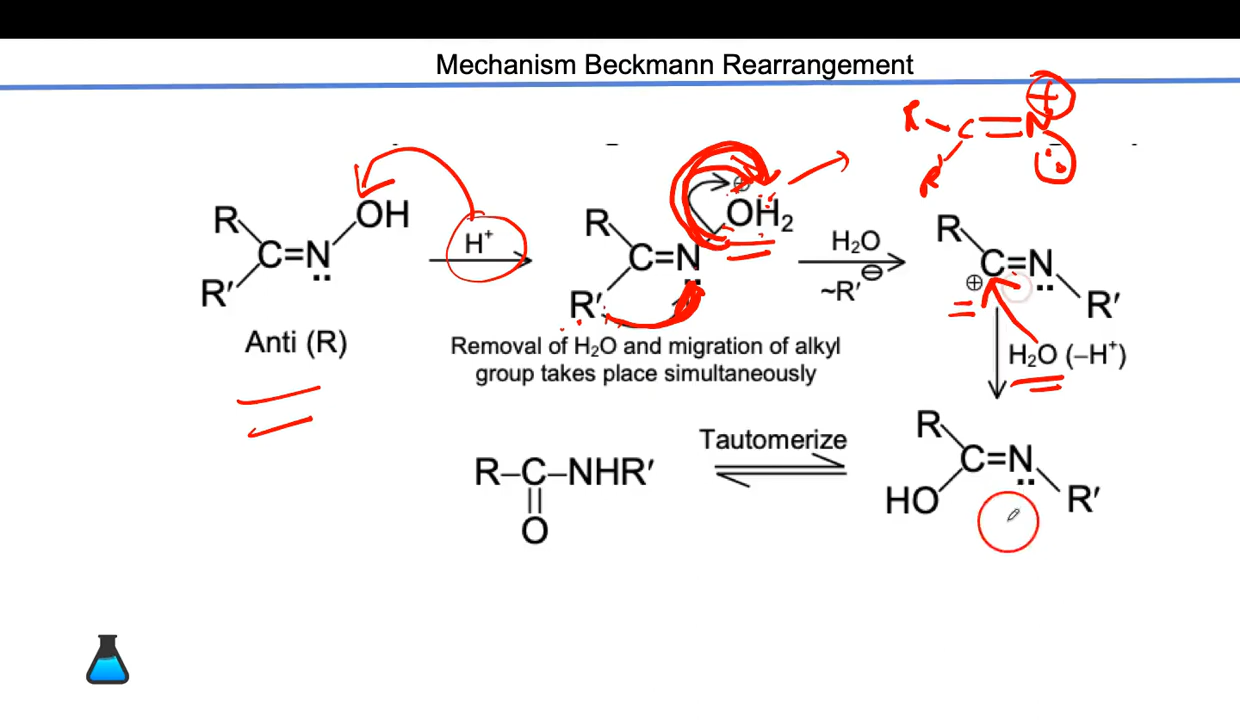 Mechanism Beckmann Rearrangement
R C=N +
R'
R OH
C=N
R'
Anti (R)
H⁺
R ⊕
OH₂
C=N
R'
Removal of H₂O and migration of alkyl
group takes place simultaneously
H₂O
~R'⊖
R
C=N
⊕
R'
H₂O (–H⁺)
R
C=N
HO R'
Tautomerize
R–C–NHR'
||
O